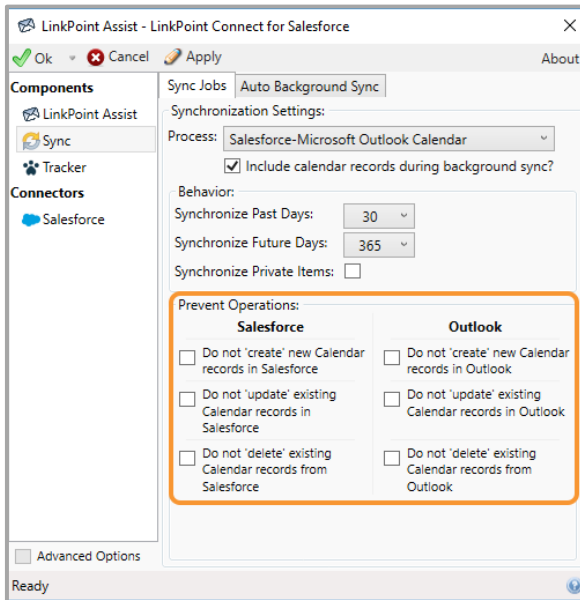 LinkPoint Assist - LinkPoint Connect for Salesforce
Ok
Cancel
Apply
About
Components
LinkPoint Assist
Sync
Tracker
Connectors
Salesforce
Advanced Options
Sync Jobs
Auto Background Sync
Synchronization Settings:
Process:
Salesforce-Microsoft Outlook Calendar
Include calendar records during background sync?
Behavior:
Synchronize Past Days:
30
Synchronize Future Days:
365
Synchronize Private Items:
Prevent Operations:
Salesforce
Do not 'create' new Calendar
records in Salesforce
Do not 'update' existing
Calendar records in
Salesforce
Do not 'delete' existing
Calendar records from
Salesforce
Outlook
Do not 'create' new Calendar
records in Outlook
Do not 'update' existing
Calendar records in Outlook
Do not 'delete' existing
Calendar records from
Outlook
Ready